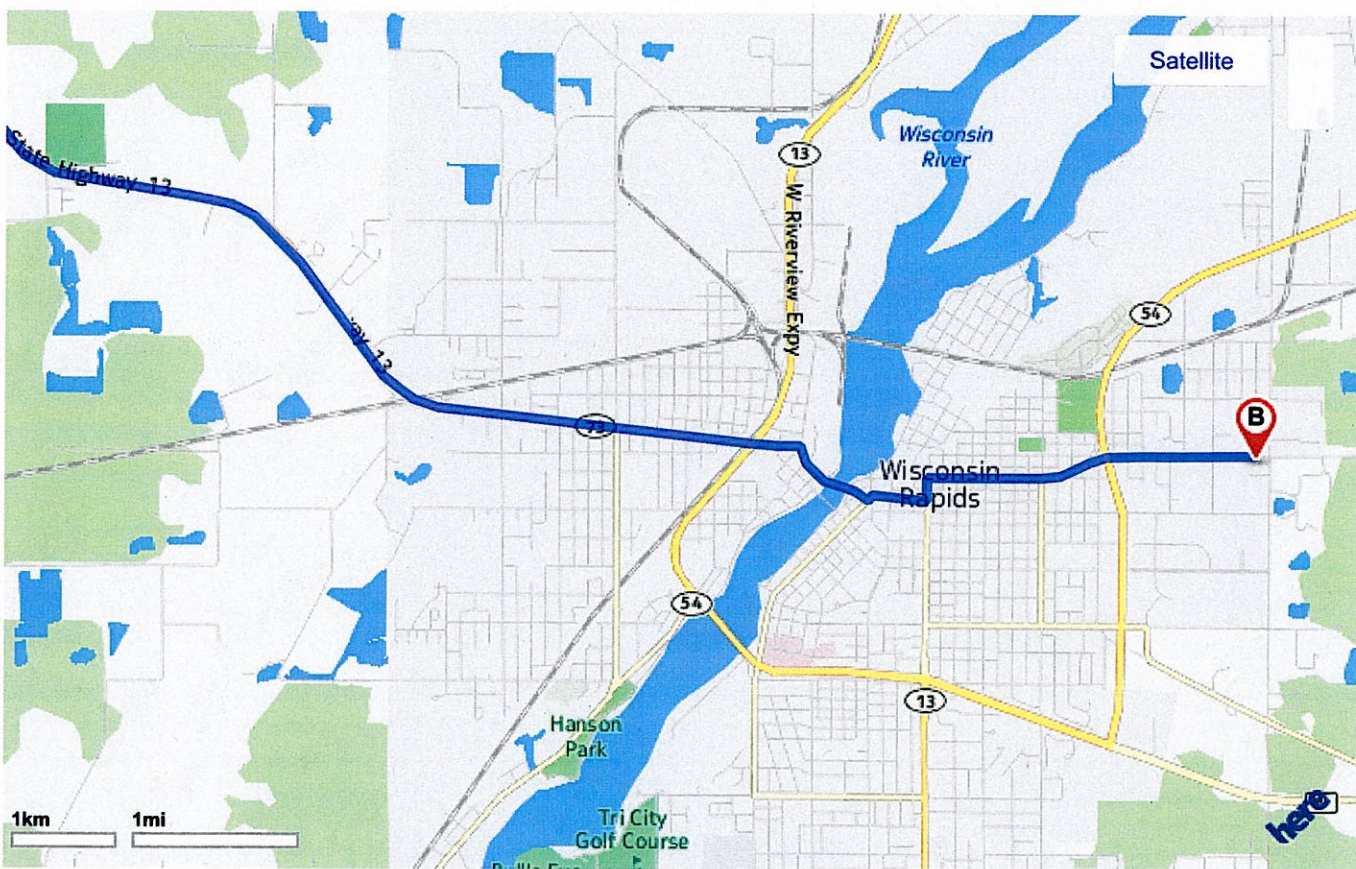 Satellite
Wisconsin
River
13
State Highway 13
W Riverview Expy
54
13
73
B
Wisconsin
Rapids
54
13
Hanson
Park
1km
1mi
Tri City
Golf Course
here